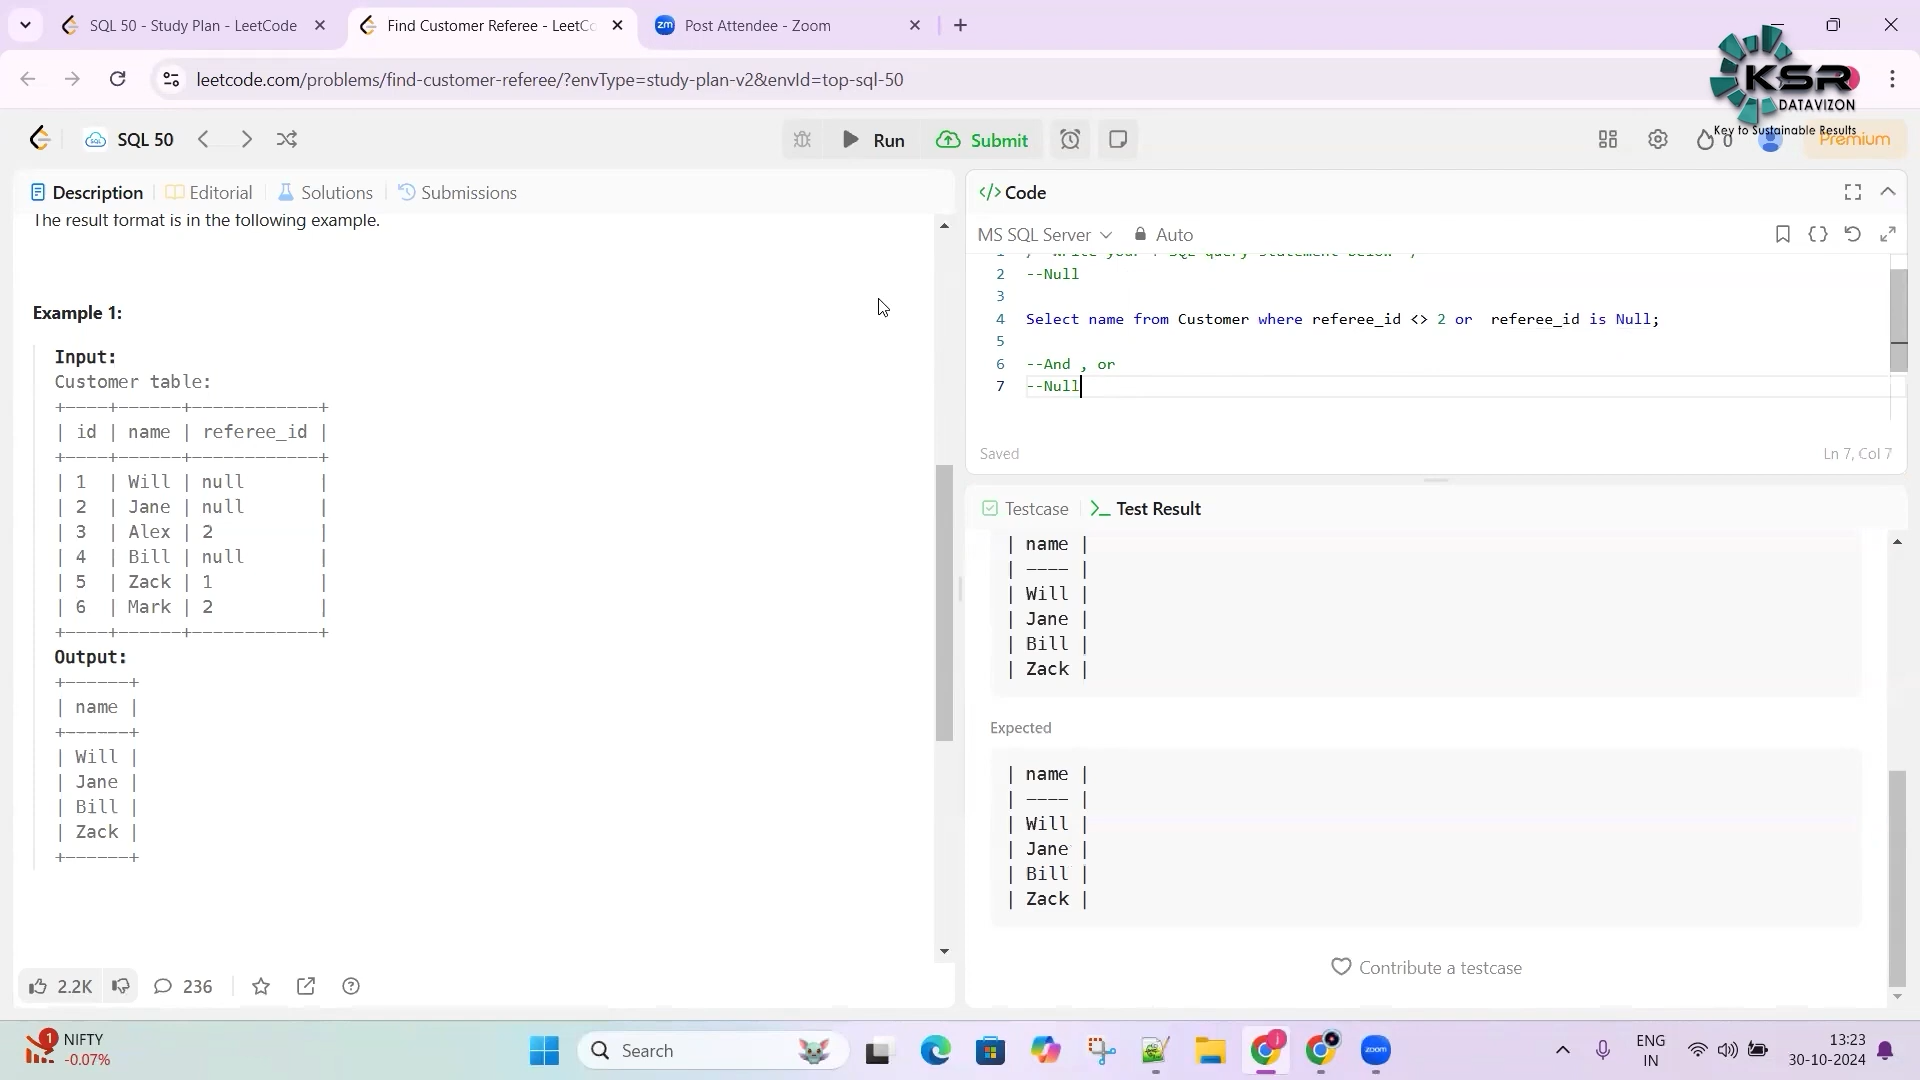 SQL 50 - Study Plan - LeetCode
Find Customer Referee - LeetCo
zm Post Attendee - Zoom
leetcode.com/problems/find-customer-referee/?envType=study-plan-v2&envId=top-sql-50
KSR
DATAVIZON
Key to Sustainable Results
SQL 50
Run
Submit
0
Premium
Description
Editorial
Solutions
Submissions
The result format is in the following example.
Example 1:
Input:
Customer table:
+----+------+------------+
| id | name | referee_id |
+----+------+------------+
| 1 | Will | null |
| 2 | Jane | null |
| 3 | Alex | 2 |
| 4 | Bill | null |
| 5 | Zack | 1 |
| 6 | Mark | 2 |
+----+------+------------+
Output:
+------+
| name |
+------+
| Will |
| Jane |
| Bill |
| Zack |
+------+
2.2K
236
</> Code
MS SQL Server
Auto
2 --Null
3
4 Select name from Customer where referee_id <> 2 or referee_id is Null;
5
6 --And , or
7 --Null
Saved
Ln 7, Col 7
Testcase
Test Result
| name |
| ---- |
| Will |
| Jane |
| Bill |
| Zack |
Expected
| name |
| ---- |
| Will |
| Jane |
| Bill |
| Zack |
Contribute a testcase
1
NIFTY
-0.07%
Search
zoom
ENG
IN
13:23
30-10-2024